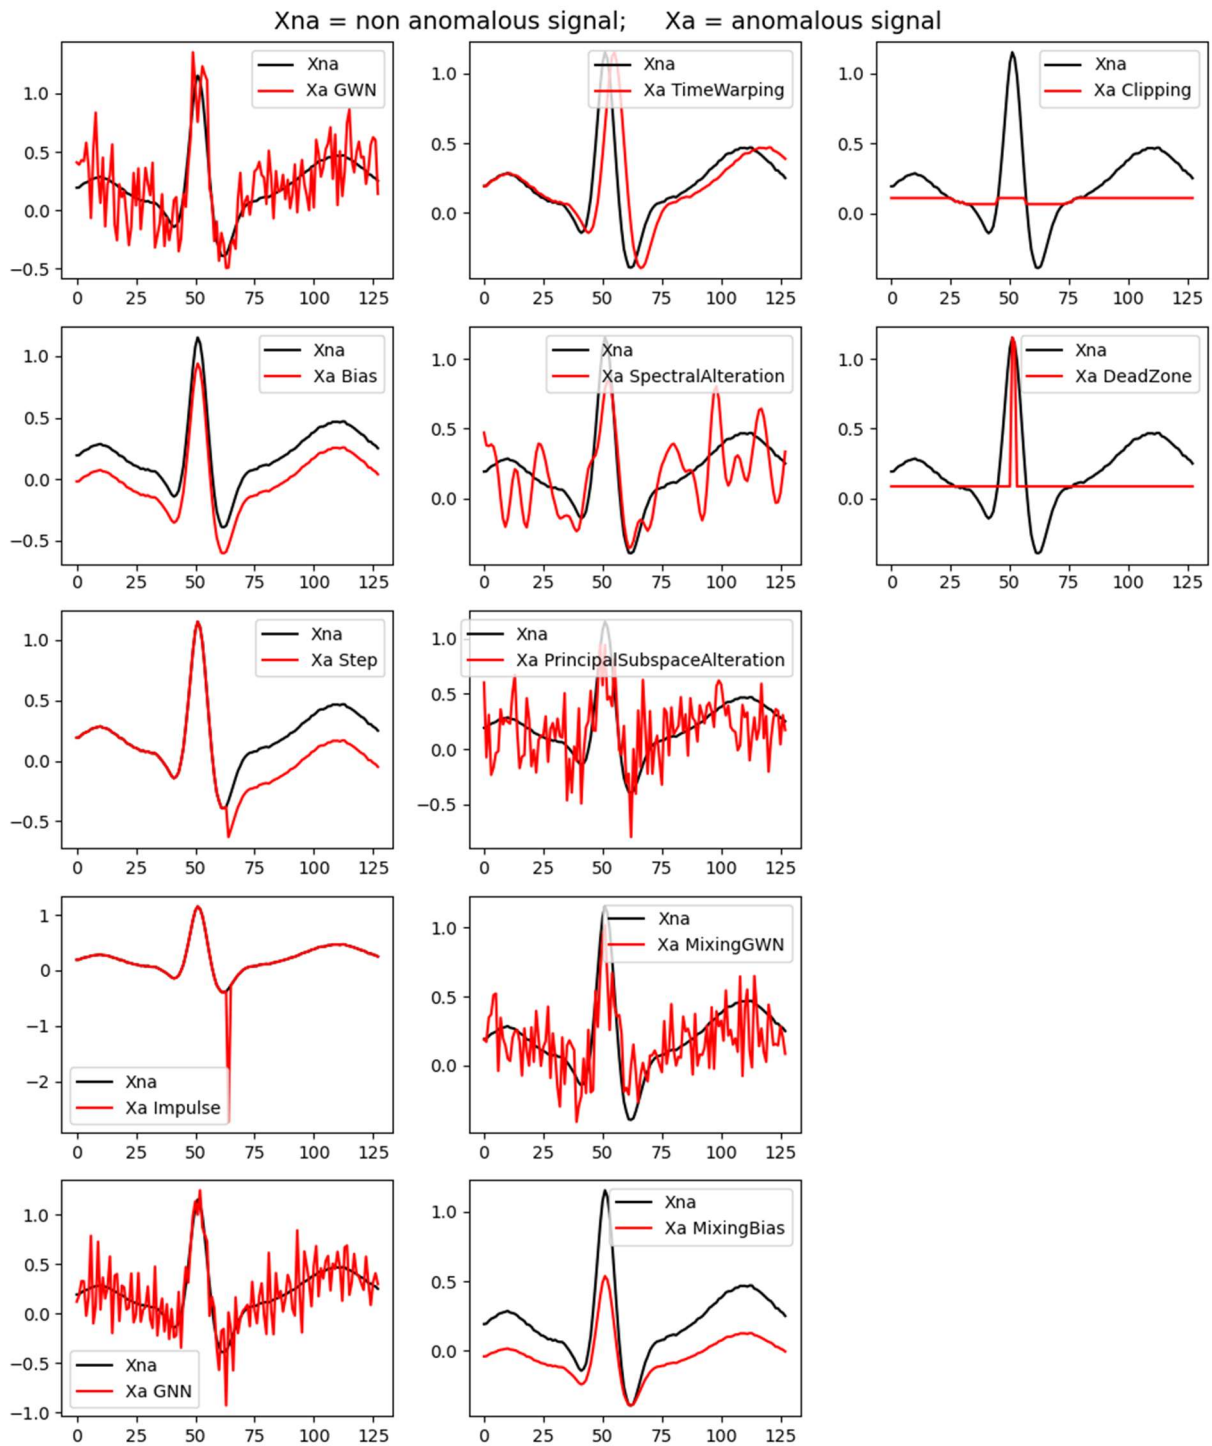 Xna = non anomalous signal;     Xa = anomalous signal
Xna
Xa GWN
1.0
0.5
0.0
−0.5
0 25 50 75 100 125
Xna
Xa TimeWarping
1.0
0.5
0.0
0 25 50 75 100 125
Xna
Xa Clipping
1.0
0.5
0.0
0 25 50 75 100 125
Xna
Xa Bias
1.0
0.5
0.0
−0.5
0 25 50 75 100 125
Xna
Xa SpectralAlteration
1.0
0.5
0.0
0 25 50 75 100 125
Xna
Xa DeadZone
1.0
0.5
0.0
0 25 50 75 100 125
Xna
Xa Step
1.0
0.5
0.0
−0.5
0 25 50 75 100 125
Xna
Xa PrincipalSubspaceAlteration
1.0
0.5
0.0
−0.5
0 25 50 75 100 125
1
0
−1
−2
Xna
Xa Impulse
0 25 50 75 100 125
Xna
Xa MixingGWN
1.0
0.5
0.0
0 25 50 75 100 125
1.0
0.5
0.0
−0.5
−1.0
Xna
Xa GNN
0 25 50 75 100 125
Xna
Xa MixingBias
1.0
0.5
0.0
0 25 50 75 100 125